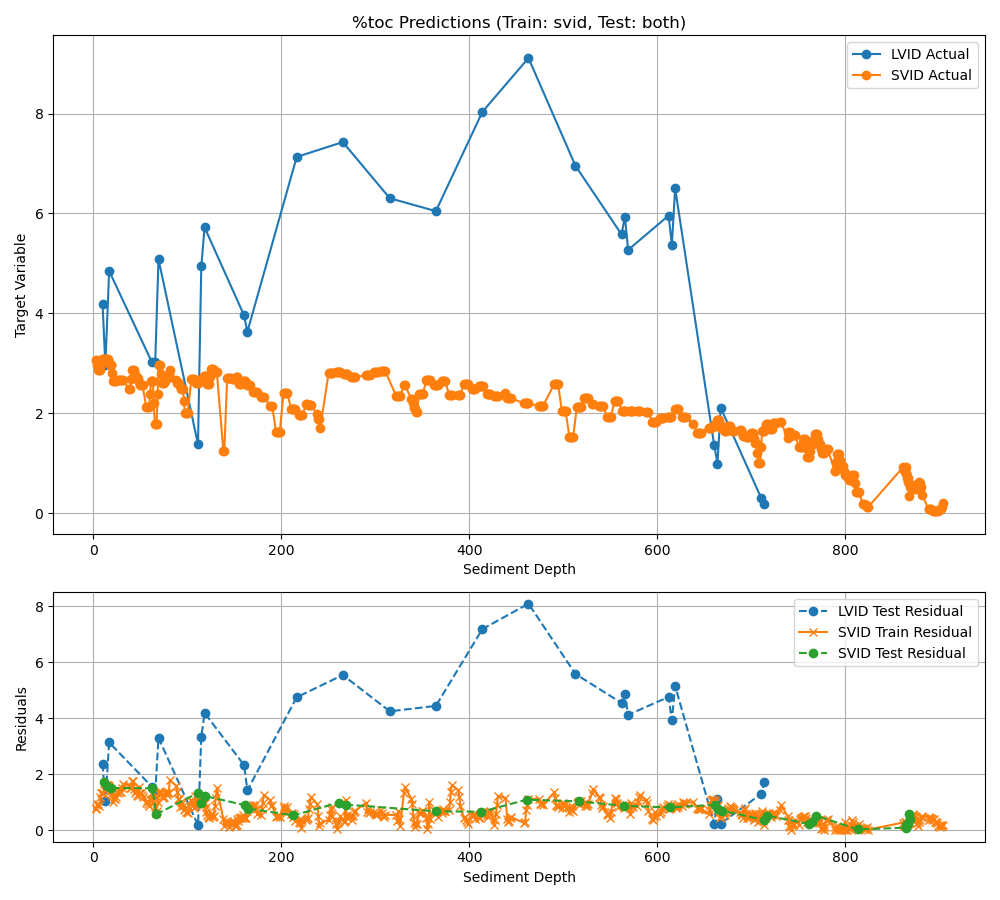 %toc Predictions (Train: svid, Test: both)
LVID Actual
SVID Actual
Target Variable
8
6
4
2
0
0 200 400 600 800
Sediment Depth
LVID Test Residual
SVID Train Residual
SVID Test Residual
Residuals
8
6
4
2
0
0 200 400 600 800
Sediment Depth